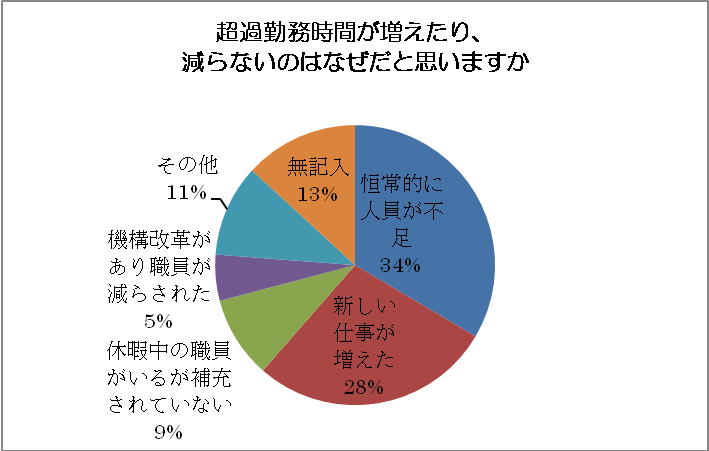 超過勤務時間が増えたり、
減らないのはなぜだと思いますか
恒常的に
人員が不
足
34%
新しい
仕事が
増えた
28%
休暇中の職員
がいるが補充
されていない
9%
機構改革が
あり職員が
減らされた
5%
その他
11%
無記入
13%